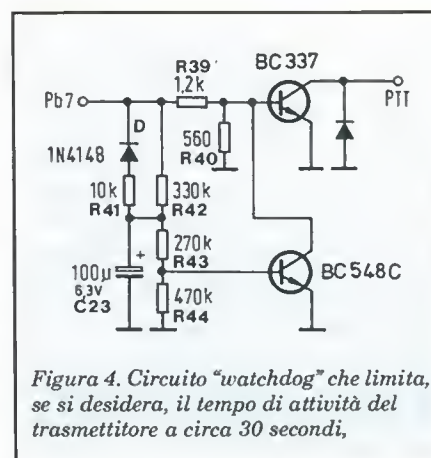 BC337
R39
1,2k
Pb7
PTT
D
560
R40
1N4148
10k
R41
330k
R42
270k
R43
+
100µ
6,3V
C23
BC548C
470k
R44
Figura 4. Circuito "watchdog" che limita,
se si desidera, il tempo di attività del
trasmettitore a circa 30 secondi,